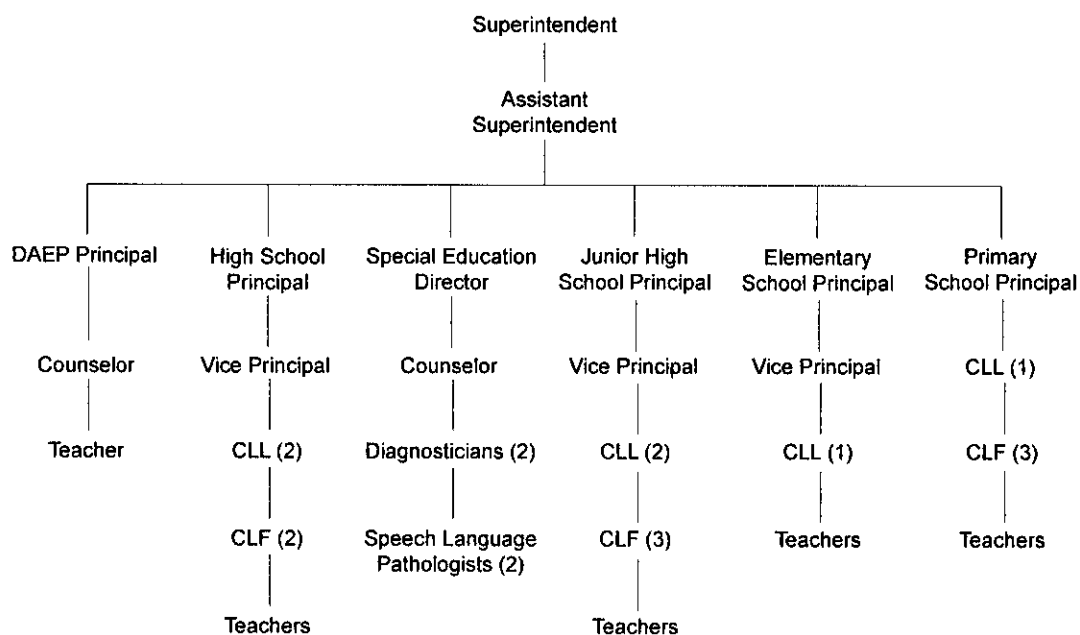 Superintendent
Assistant
Superintendent
DAEP Principal
High School
Principal
Special Education
Director
Junior High
School Principal
Elementary
School Principal
Primary
School Principal
Counselor
Vice Principal
Counselor
Vice Principal
Vice Principal
CLL (1)
Teacher
CLL (2)
Diagnosticians (2)
CLL (2)
CLL (1)
CLF (3)
CLF (2)
Speech Language
Pathologists (2)
CLF (3)
Teachers
Teachers
Teachers
Teachers